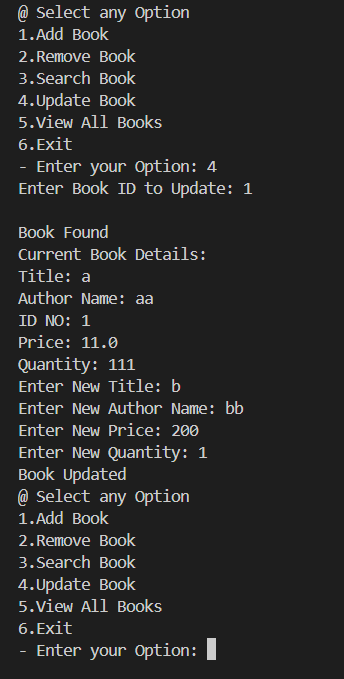 @ Select any Option
1.Add Book
2.Remove Book
3.Search Book
4.Update Book
5.View All Books
6.Exit
- Enter your Option: 4
Enter Book ID to Update: 1
Book Found
Current Book Details:
Title: a
Author Name: aa
ID NO: 1
Price: 11.0
Quantity: 111
Enter New Title: b
Enter New Author Name: bb
Enter New Price: 200
Enter New Quantity: 1
Book Updated
@ Select any Option
1.Add Book
2.Remove Book
3.Search Book
4.Update Book
5.View All Books
6.Exit
- Enter your Option: